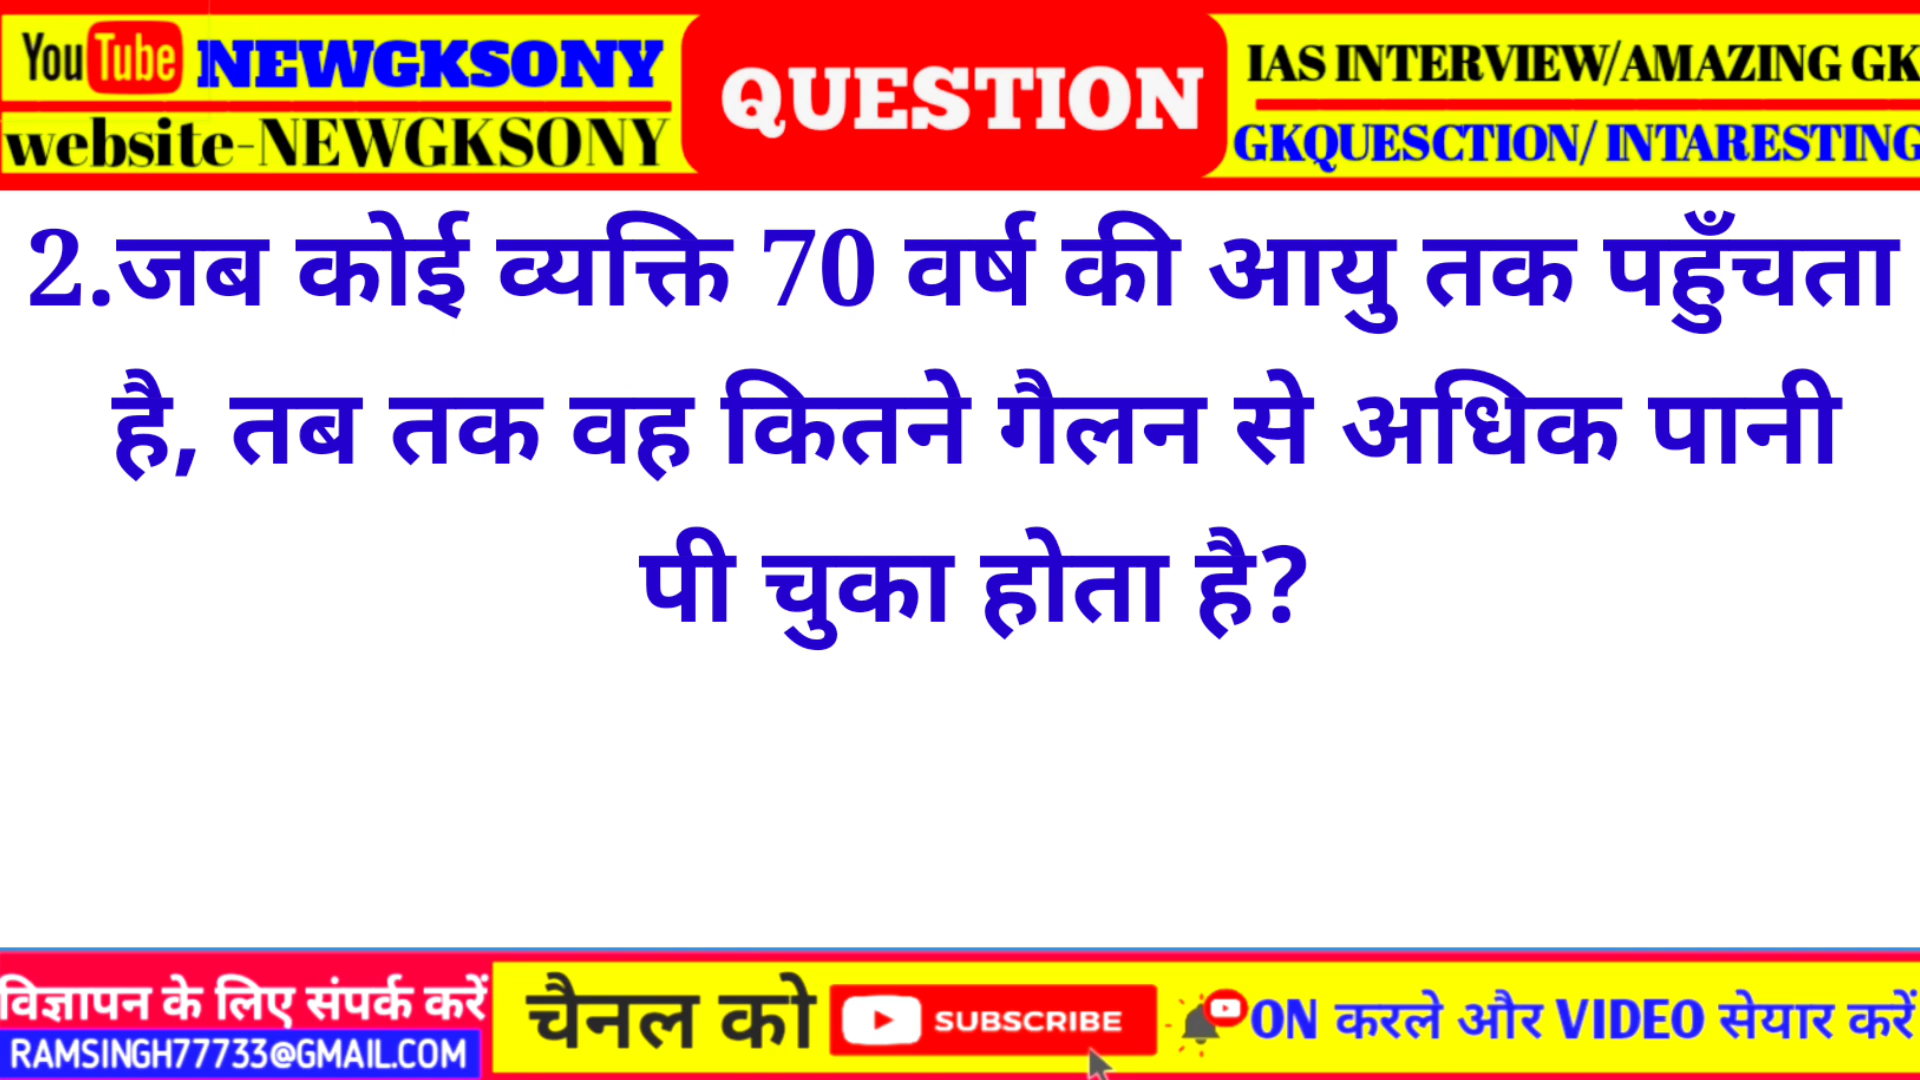 YouTube NEWGKSONY
website-NEWGKSONY
QUESTION
IAS INTERVIEW/AMAZING GK
GKQUESCTION/ INTARESTING
2.जब कोई व्यक्ति 70 वर्ष की आयु तक पहुँचता
है, तब तक वह कितने गैलन से अधिक पानी
पी चुका होता है?
विज्ञापन के लिए संपर्क करें
RAMSINGH77733@GMAIL.COM
चैनल को SUBSCRIBE ON करले और VIDEO सेयार करें